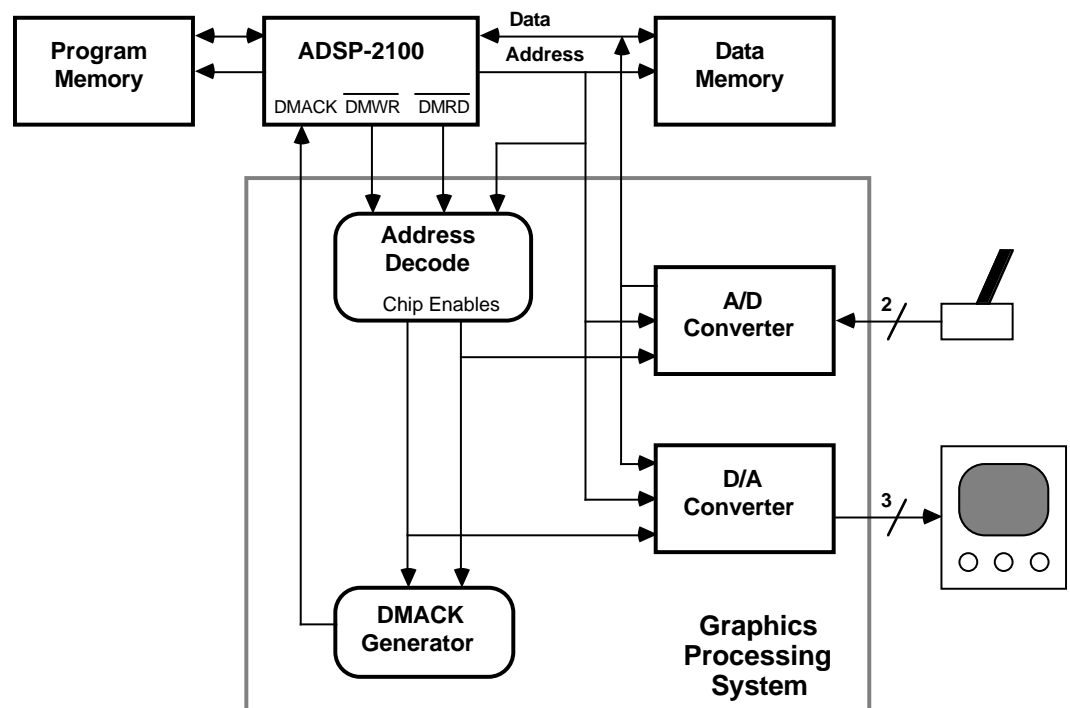 Program
Memory
ADSP-2100
DMACK DMWR DMRD
Data
Address
Data
Memory
Address
Decode
Chip Enables
A/D
Converter
2
D/A
Converter
3
DMACK
Generator
Graphics
Processing
System